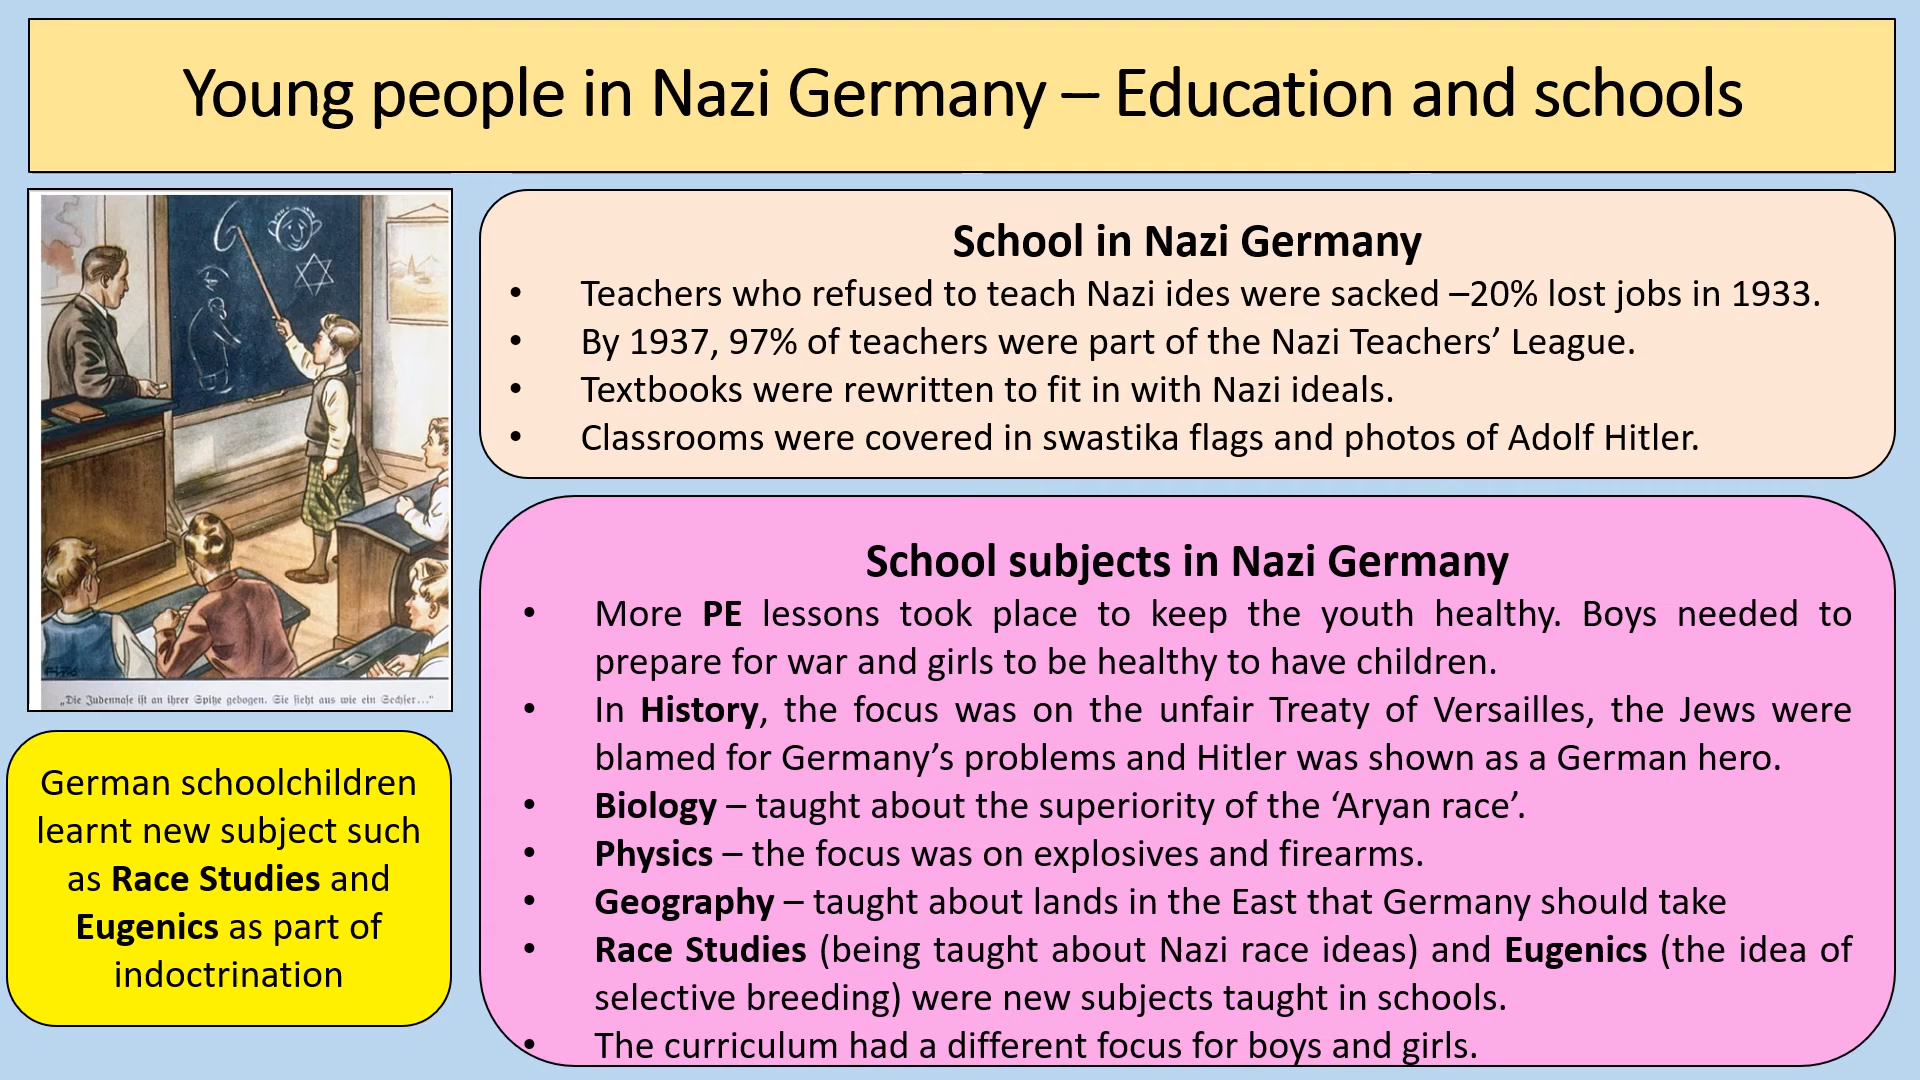 Young people in Nazi Germany – Education and schools
„Die Judennase ist an ihrer Spitze gebogen. Sie sieht aus wie ein Sechser…“
German schoolchildren
learnt new subject such
as Race Studies and
Eugenics as part of
indoctrination
School in Nazi Germany
• Teachers who refused to teach Nazi ides were sacked –20% lost jobs in 1933.
• By 1937, 97% of teachers were part of the Nazi Teachers’ League.
• Textbooks were rewritten to fit in with Nazi ideals.
• Classrooms were covered in swastika flags and photos of Adolf Hitler.
School subjects in Nazi Germany
• More PE lessons took place to keep the youth healthy. Boys needed to
prepare for war and girls to be healthy to have children.
• In History, the focus was on the unfair Treaty of Versailles, the Jews were
blamed for Germany’s problems and Hitler was shown as a German hero.
• Biology – taught about the superiority of the ‘Aryan race’.
• Physics – the focus was on explosives and firearms.
• Geography – taught about lands in the East that Germany should take
• Race Studies (being taught about Nazi race ideas) and Eugenics (the idea of
selective breeding) were new subjects taught in schools.
• The curriculum had a different focus for boys and girls.